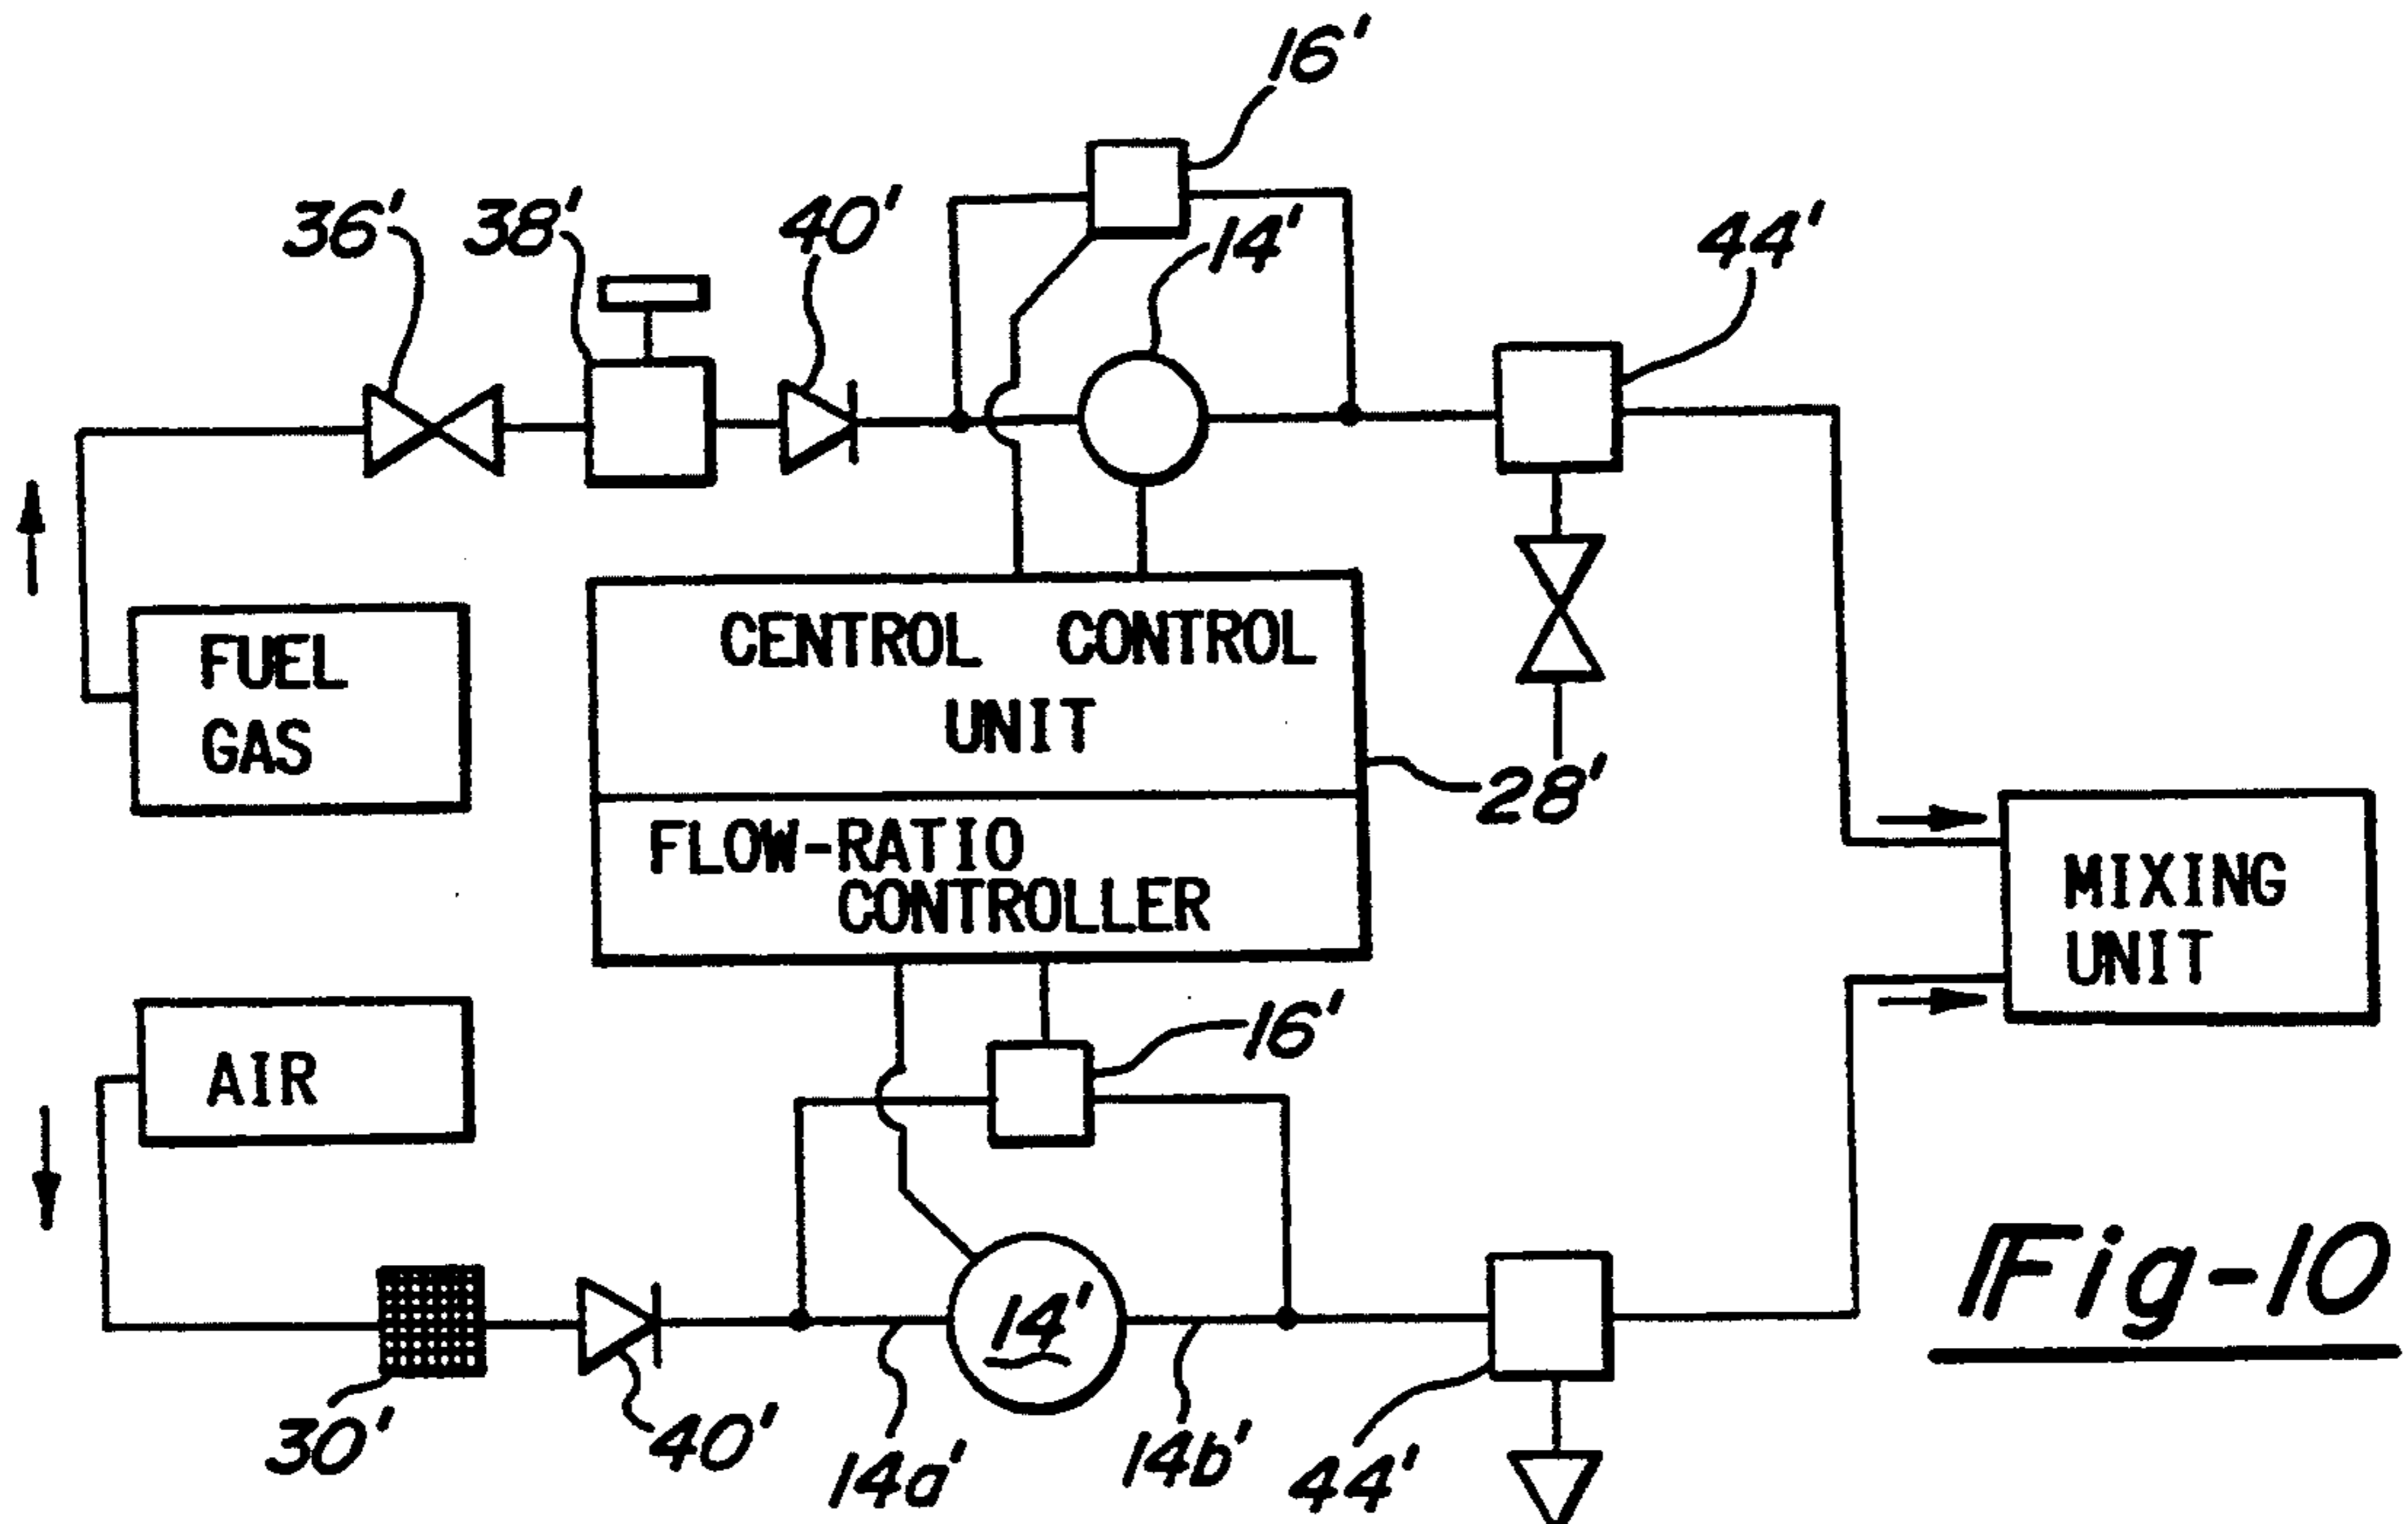 16'
36'
38'
40'
14'
44'
CENTROL CONTROL
UNIT
FUEL
GAS
28'
FLOW-RATIO
CONTROLLER
MIXING
UNIT
16'
AIR
14'
Fig-10
30'
40'
14a'
14b'
44'